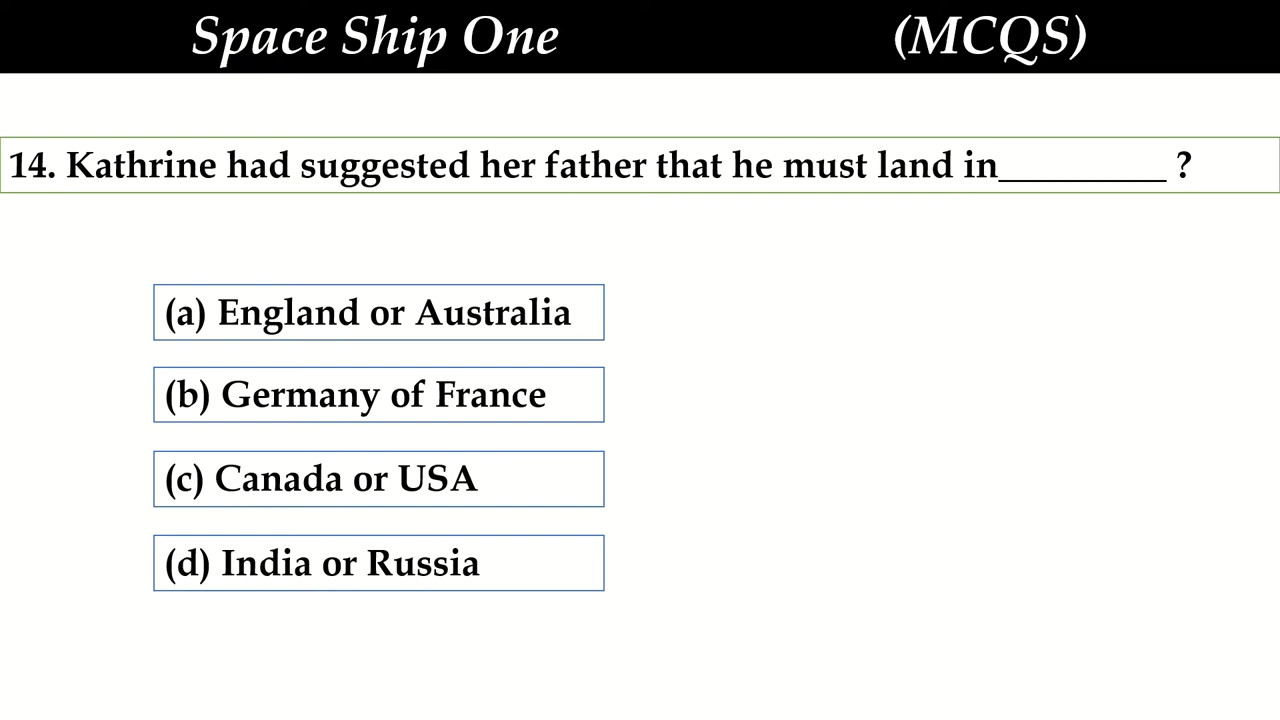 Space Ship One (MCQS)
14. Kathrine had suggested her father that he must land in_________ ?
(a) England or Australia
(b) Germany of France
(c) Canada or USA
(d) India or Russia